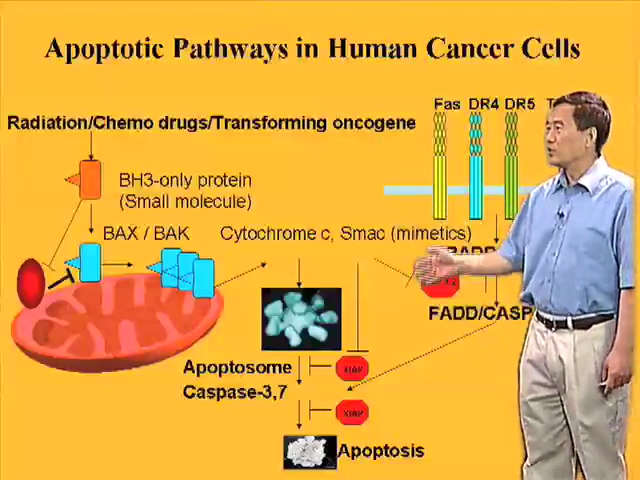 Apoptotic Pathways in Human Cancer Cells
Fas DR4 DR5
Radiation/Chemo drugs/Transforming oncogene
BH3-only protein
(Small molecule)
BAX / BAK
Cytochrome c, Smac (mimetics)
FADD/CASP
Apoptosome
XIAP
Caspase-3,7
XIAP
Apoptosis